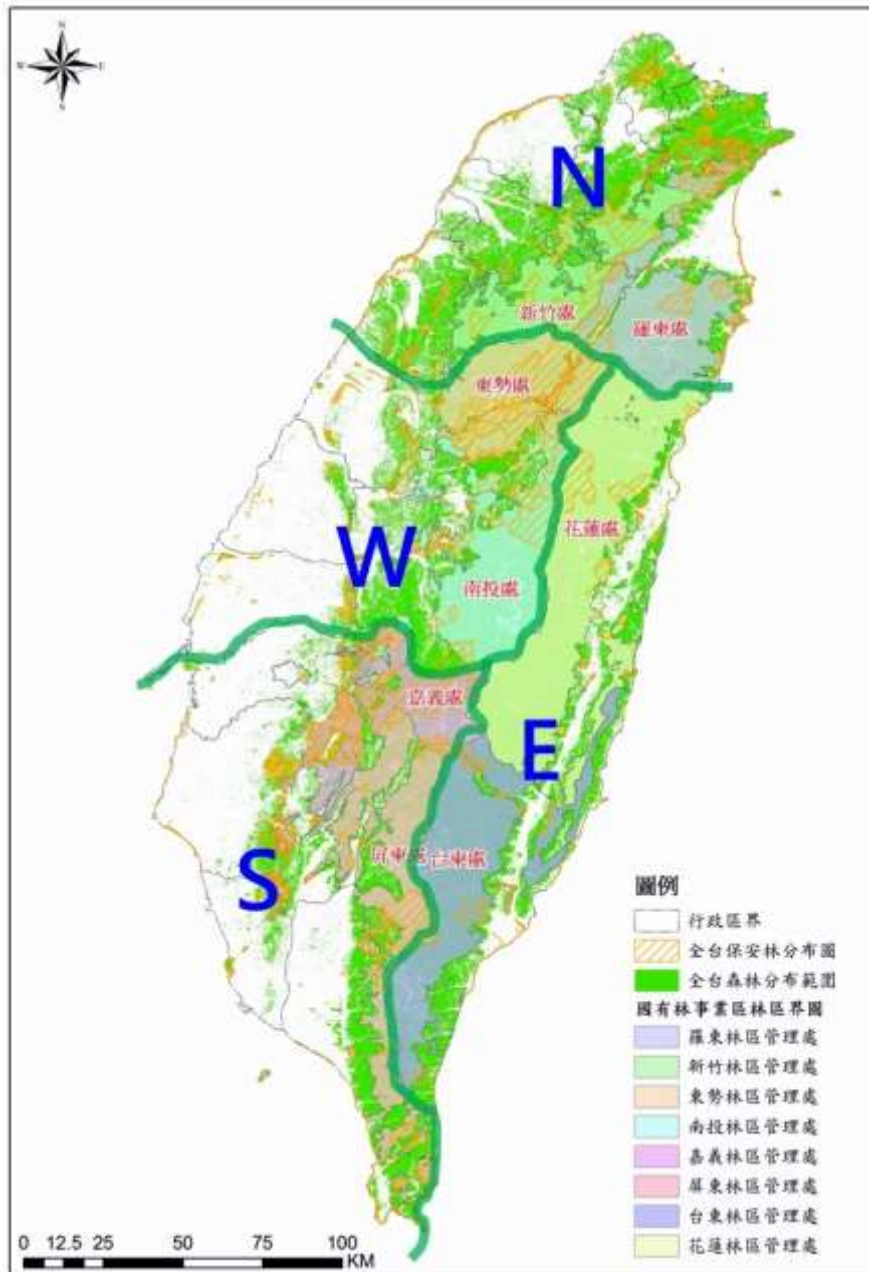 N
W E
S
N
新竹處
羅東處
東勢處
W
花蓮處
南投處
嘉義處
E
S
屏東處
台東處
圖例
行政區界
全台保安林分布圖
全台森林分布範圍
國有林事業區林區界圖
羅東林區管理處
新竹林區管理處
東勢林區管理處
南投林區管理處
嘉義林區管理處
屏東林區管理處
台東林區管理處
花蓮林區管理處
0 12.5 25 50 75 100
KM